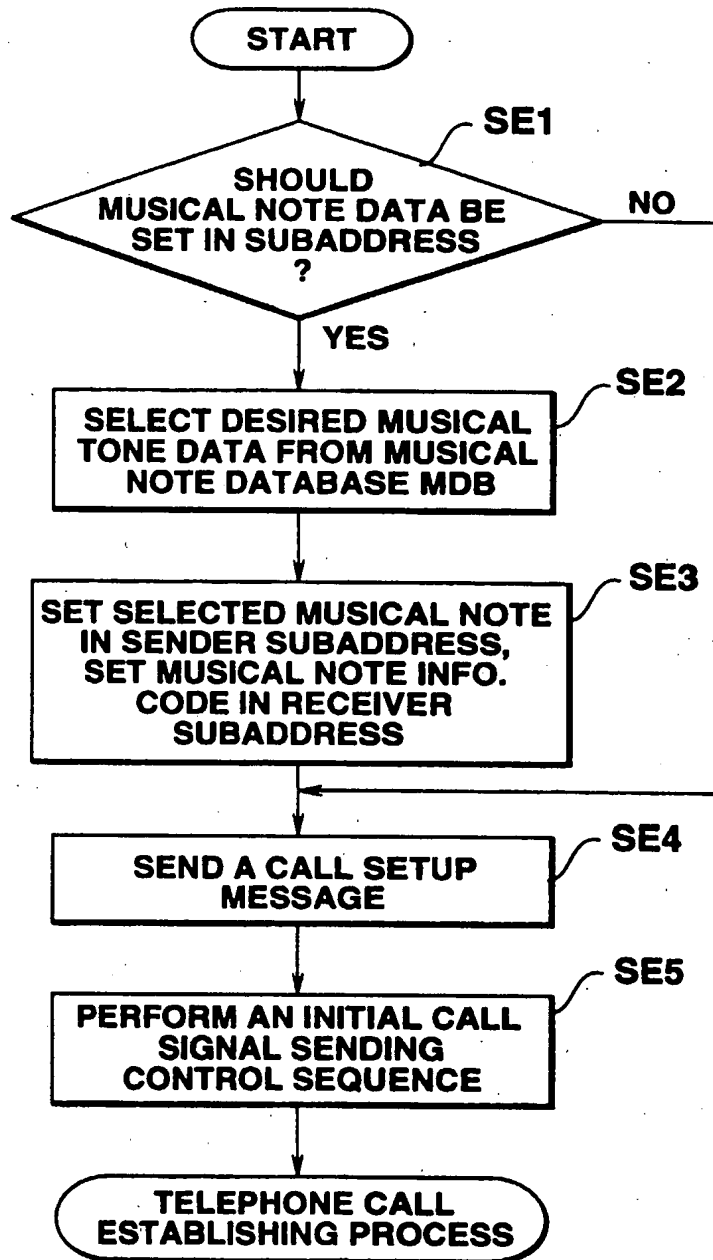 START
SE1
SHOULD
MUSICAL NOTE DATA BE
SET IN SUBADDRESS
?
NO
YES
SE2
SELECT DESIRED MUSICAL
TONE DATA FROM MUSICAL
NOTE DATABASE MDB
SE3
SET SELECTED MUSICAL NOTE
IN SENDER SUBADDRESS,
SET MUSICAL NOTE INFO.
CODE IN RECEIVER
SUBADDRESS
SE4
SEND A CALL SETUP
MESSAGE
SE5
PERFORM AN INITIAL CALL
SIGNAL SENDING
CONTROL SEQUENCE
TELEPHONE CALL
ESTABLISHING PROCESS